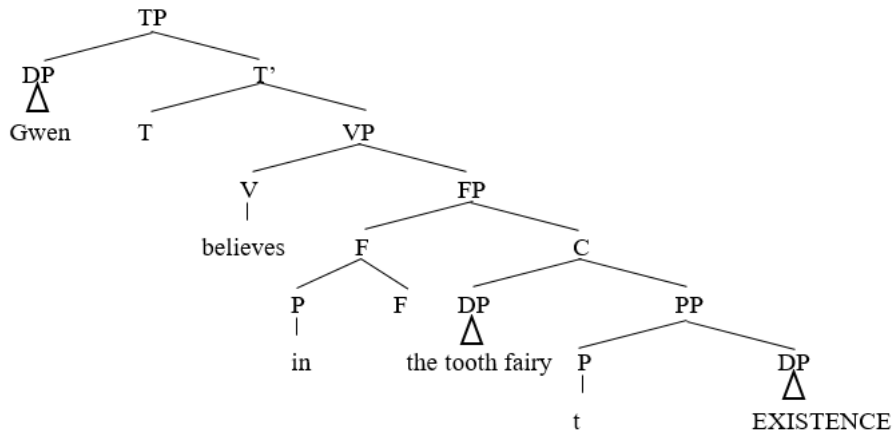 TP
DP T’
Gwen T VP
V FP
believes F C
P F DP PP
in the tooth fairy P DP
t EXISTENCE